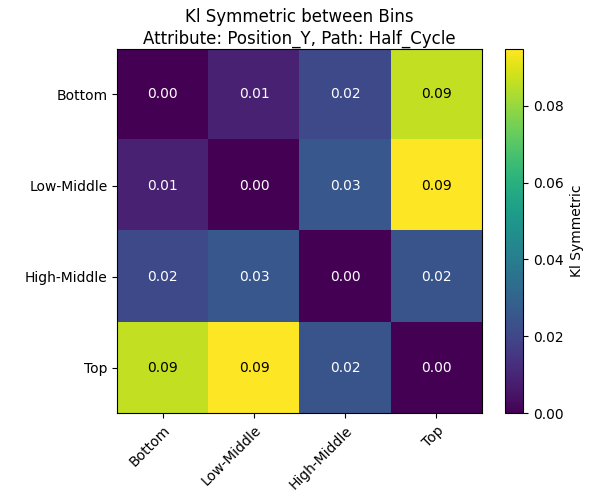 Kl Symmetric between Bins
Attribute: Position_Y, Path: Half_Cycle
Bottom 0.00 0.01 0.02 0.09
Low-Middle 0.01 0.00 0.03 0.09
High-Middle 0.02 0.03 0.00 0.02
Top 0.09 0.09 0.02 0.00
Bottom Low-Middle High-Middle Top
0.08
0.06
0.04
0.02
0.00
Kl Symmetric